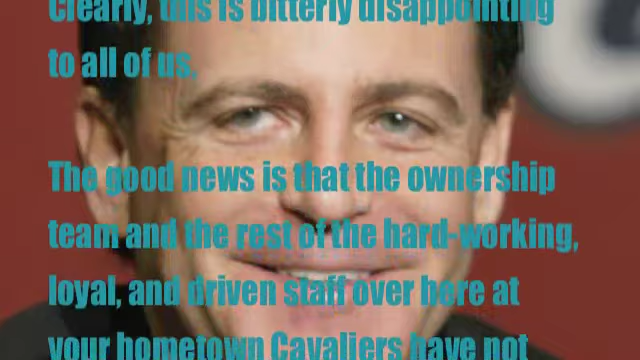 Clearly, this is bitterly disappointing
to all of us.
The good news is that the ownership
team and the rest of the hard-working,
loyal, and driven staff over here at
your hometown Cavaliers have not